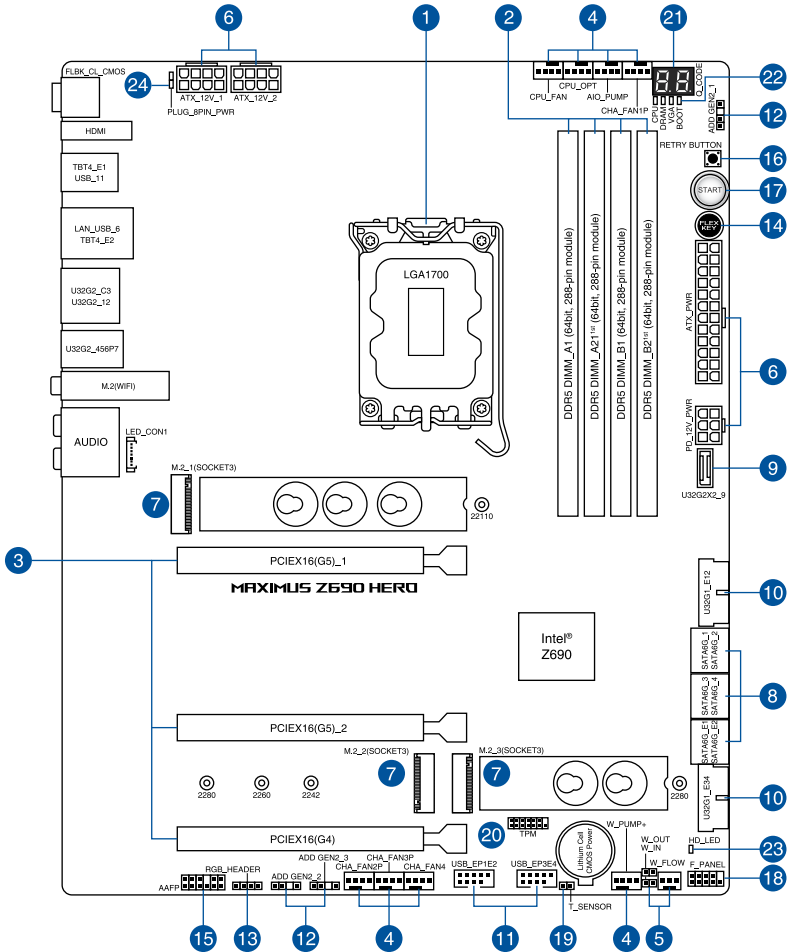 6
1
2
4
21
FLBK_CL_CMOS
24
ATX_12V_1
ATX_12V_2
PLUG_8PIN_PWR
CPU_FAN
CPU_OPT
AIO_PUMP
CHA_FAN1P
88
Q_CODE
CPU
DRAM
VGA
BOOT
22
ADD GEN2_1
12
HDMI
RETRY BUTTON
16
TBT4_E1
USB_11
START
17
LAN_USB_6
TBT4_E2
FLEX
KEY
14
LGA1700
DDR5 DIMM_A1 (64bit, 288-pin module)
DDR5 DIMM_A21ˢᵗ (64bit, 288-pin module)
DDR5 DIMM_B1 (64bit, 288-pin module)
DDR5 DIMM_B2¹ˢᵗ (64bit, 288-pin module)
ATX_PWR
U32G2_C3
U32G2_12
U32G2_456P7
6
M.2(WIFI)
AUDIO
LED_CON1
PD_12V_PWR
9
U32G2X2_9
M.2_1(SOCKET3)
7
22110
3
PCIEX16(G5)_1
MAXIMUS Z690 HERO
U32G1_E12
10
Intel®
Z690
SATA6G_1
SATA6G_2
SATA6G_3
SATA6G_4
8
SATA6G_E1
SATA6G_E2
PCIEX16(G5)_2
M.2_2(SOCKET3)
7
M.2_3(SOCKET3)
7
2280
2260
2242
2280
U32G1_E34
10
PCIEX16(G4)
20
TPM
Lithium Cell
CMOS Power
W_PUMP+
W_OUT
W_IN
HD_LED
23
AAFP
RGB_HEADER
ADD GEN2_2
ADD GEN2_3
CHA_FAN2P
CHA_FAN3P
CHA_FAN4
USB_EP1E2
USB_EP3E4
T_SENSOR
W_FLOW
F_PANEL
18
15
13
12
4
11
19
4
5